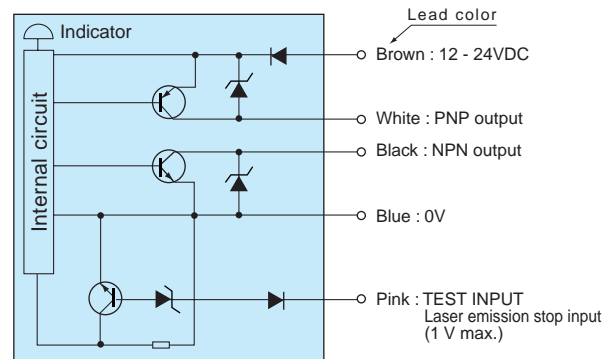 Lead color
Indicator
Brown : 12 - 24VDC
White : PNP output
Black : NPN output
Internal circuit
Blue : 0V
Pink : TEST INPUT
Laser emission stop input
(1 V max.)